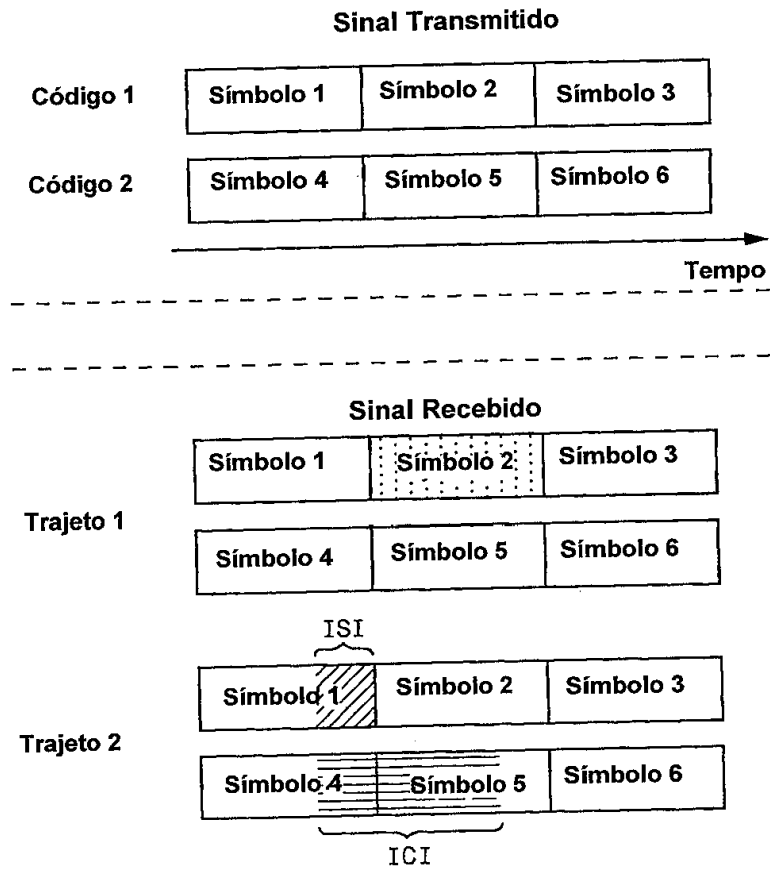 Sinal Transmitido
Código 1
Símbolo 1 Símbolo 2 Símbolo 3
Código 2
Símbolo 4 Símbolo 5 Símbolo 6
Tempo
Sinal Recebido
Trajeto 1
Símbolo 1 Símbolo 2 Símbolo 3
Símbolo 4 Símbolo 5 Símbolo 6
ISI
Trajeto 2
Símbolo 1 Símbolo 2 Símbolo 3
Símbolo 4 Símbolo 5 Símbolo 6
ICI